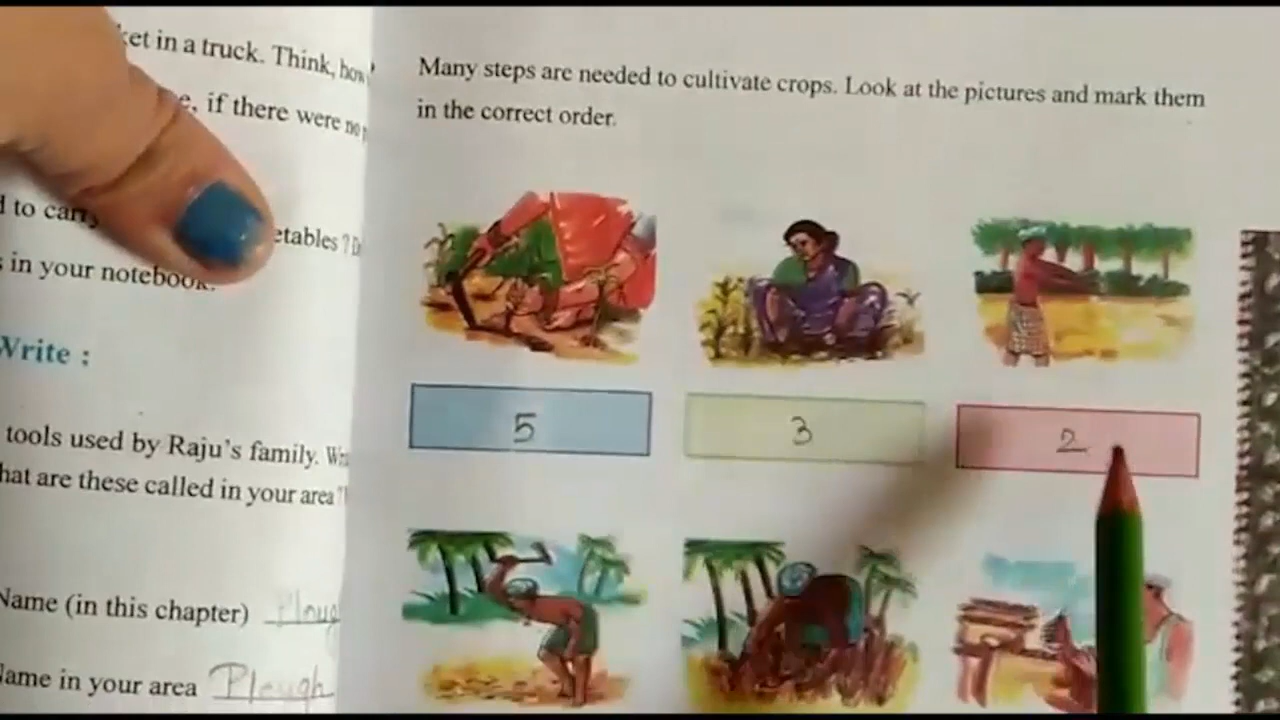 ket in a truck. Think, how
e, if there were no
d to carry
etables ?
s in your notebook.
Write :
tools used by Raju's family.
hat are these called in your area ?
Name (in this chapter) Ploug
Name in your area Plough
Many steps are needed to cultivate crops. Look at the pictures and mark them
in the correct order.
5 3 2